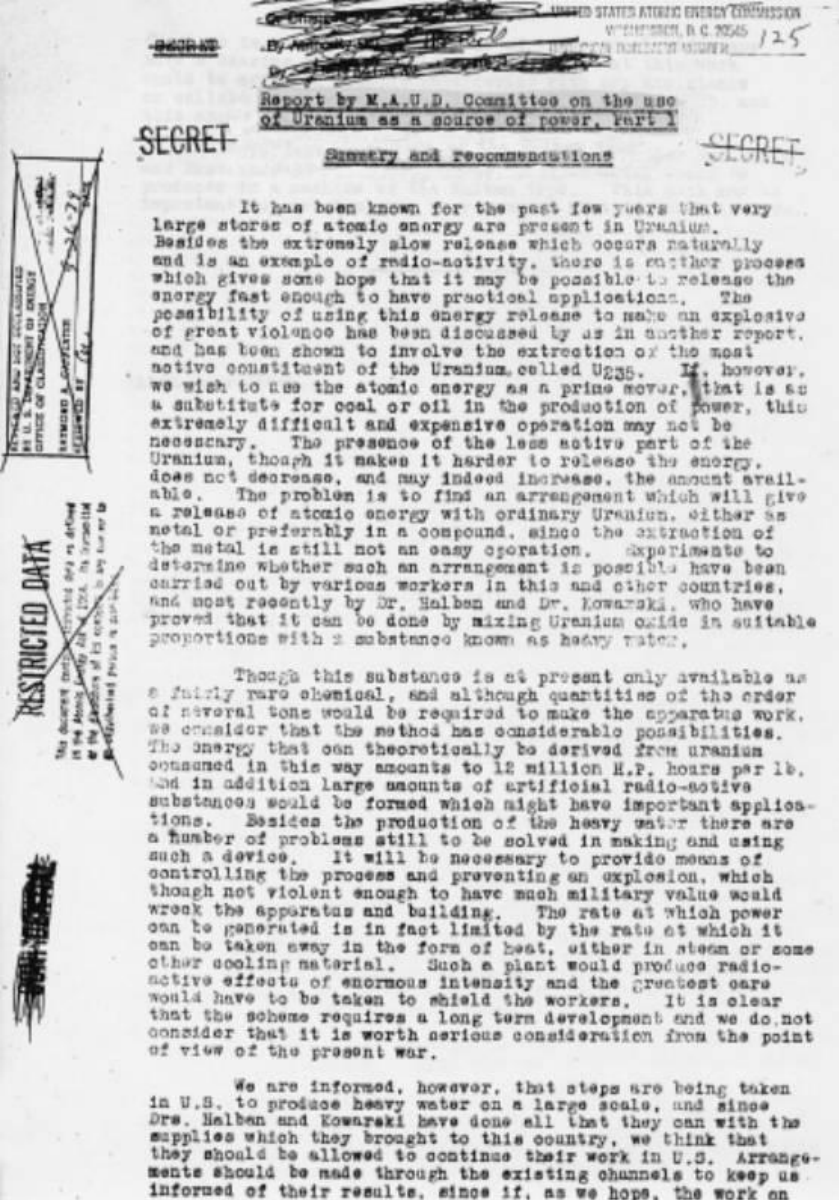 UNITED STATES ATOMIC ENERGY COMMISSION
WASHINGTON, D. C. 20545
125
SECRET
By Authority
By
Report by M.A.U.D. Committee on the use
of Uranium as a source of power. Part 1
SECRET
SECRET
Summary and recommendations
It has been known for the past few years that very
large stores of atomic energy are present in Uranium.
Besides the extremely slow release which occurs naturally
and is an example of radio-activity, there is another process
which gives some hope that it may be possible to release the
energy fast enough to have practical applications. The
possibility of using this energy release to make an explosive
of great violence has been discussed by us in another report,
and has been shown to involve the extraction of the most
active constituent of the Uranium called U235. If, however,
we wish to use the atomic energy as a prime mover, that is as
a substitute for coal or oil in the production of power, this
extremely difficult and expensive operation may not be
necessary. The presence of the less active part of the
Uranium, though it makes it harder to release the energy,
does not decrease, and may indeed increase, the amount avail-
able. The problem is to find an arrangement which will give
a release of atomic energy with ordinary Uranium, either as
metal or preferably in a compound, since the extraction of
the metal is still not an easy operation. Experiments to
determine whether such an arrangement is possible have been
carried out by various workers in this and other countries,
and most recently by Dr. Halban and Dr. Kowarski, who have
proved that it can be done by mixing Uranium oxide in suitable
proportions with a substance known as heavy water.
Though this substance is at present only available as
a fairly rare chemical, and although quantities of the order
of several tons would be required to make the apparatus work,
we consider that the method has considerable possibilities.
The energy that can theoretically be derived from uranium
consumed in this way amounts to 12 million H.P. hours per lb.
and in addition large amounts of artificial radio-active
substances would be formed which might have important applica-
tions. Besides the production of the heavy water there are
a number of problems still to be solved in making and using
such a device. It will be necessary to provide means of
controlling the process and preventing an explosion, which
though not violent enough to have much military value would
wreck the apparatus and building. The rate at which power
can be generated is in fact limited by the rate at which it
can be taken away in the form of heat, either in steam or some
other cooling material. Such a plant would produce radio-
active effects of enormous intensity and the greatest care
would have to be taken to shield the workers. It is clear
that the scheme requires a long term development and we do not
consider that it is worth serious consideration from the point
of view of the present war.
We are informed, however, that steps are being taken
in U.S. to produce heavy water on a large scale, and since
Drs. Halban and Kowarski have done all that they can with the
supplies which they brought to this country, we think that
they should be allowed to continue their work in U.S. Arrange-
ments should be made through the existing channels to keep us
informed of their results, since if, as we hope, the work on
BY U. S. DEPARTMENT OF ENERGY
OFFICE OF CLASSIFICATION
REVIEWED BY
RESTRICTED DATA
This document contains restricted data as defined
in the Atomic Energy Act of